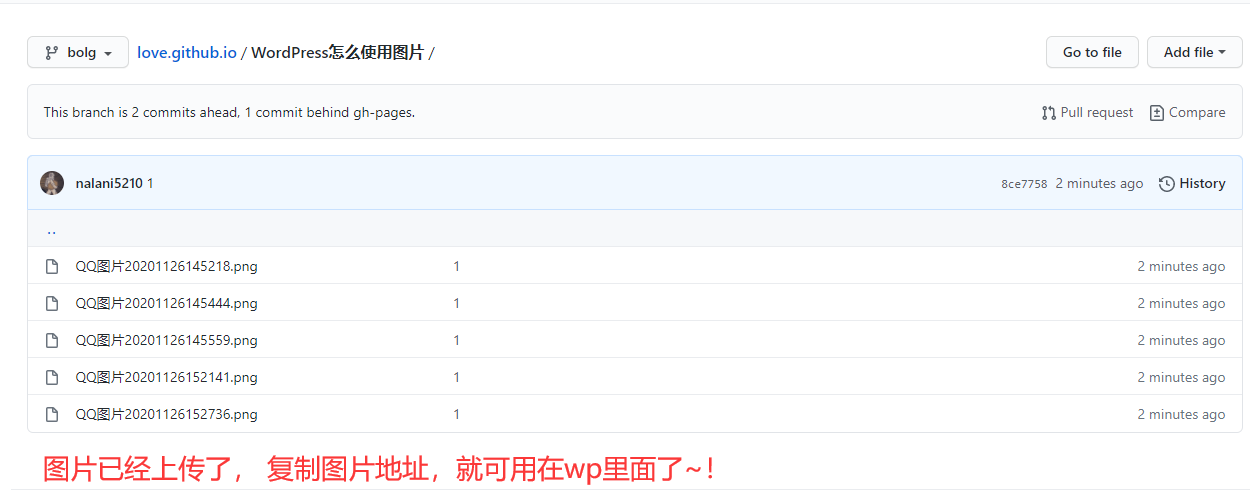 bolg love.github.io / WordPress怎么使用图片 / Go to file Add file
This branch is 2 commits ahead, 1 commit behind gh-pages. Pull request Compare
nalani5210 1 8ce7758 2 minutes ago History
..
QQ图片20201126145218.png 1 2 minutes ago
QQ图片20201126145444.png 1 2 minutes ago
QQ图片20201126145559.png 1 2 minutes ago
QQ图片20201126152141.png 1 2 minutes ago
QQ图片20201126152736.png 1 2 minutes ago
图片已经上传了， 复制图片地址，就可用在wp里面了~！